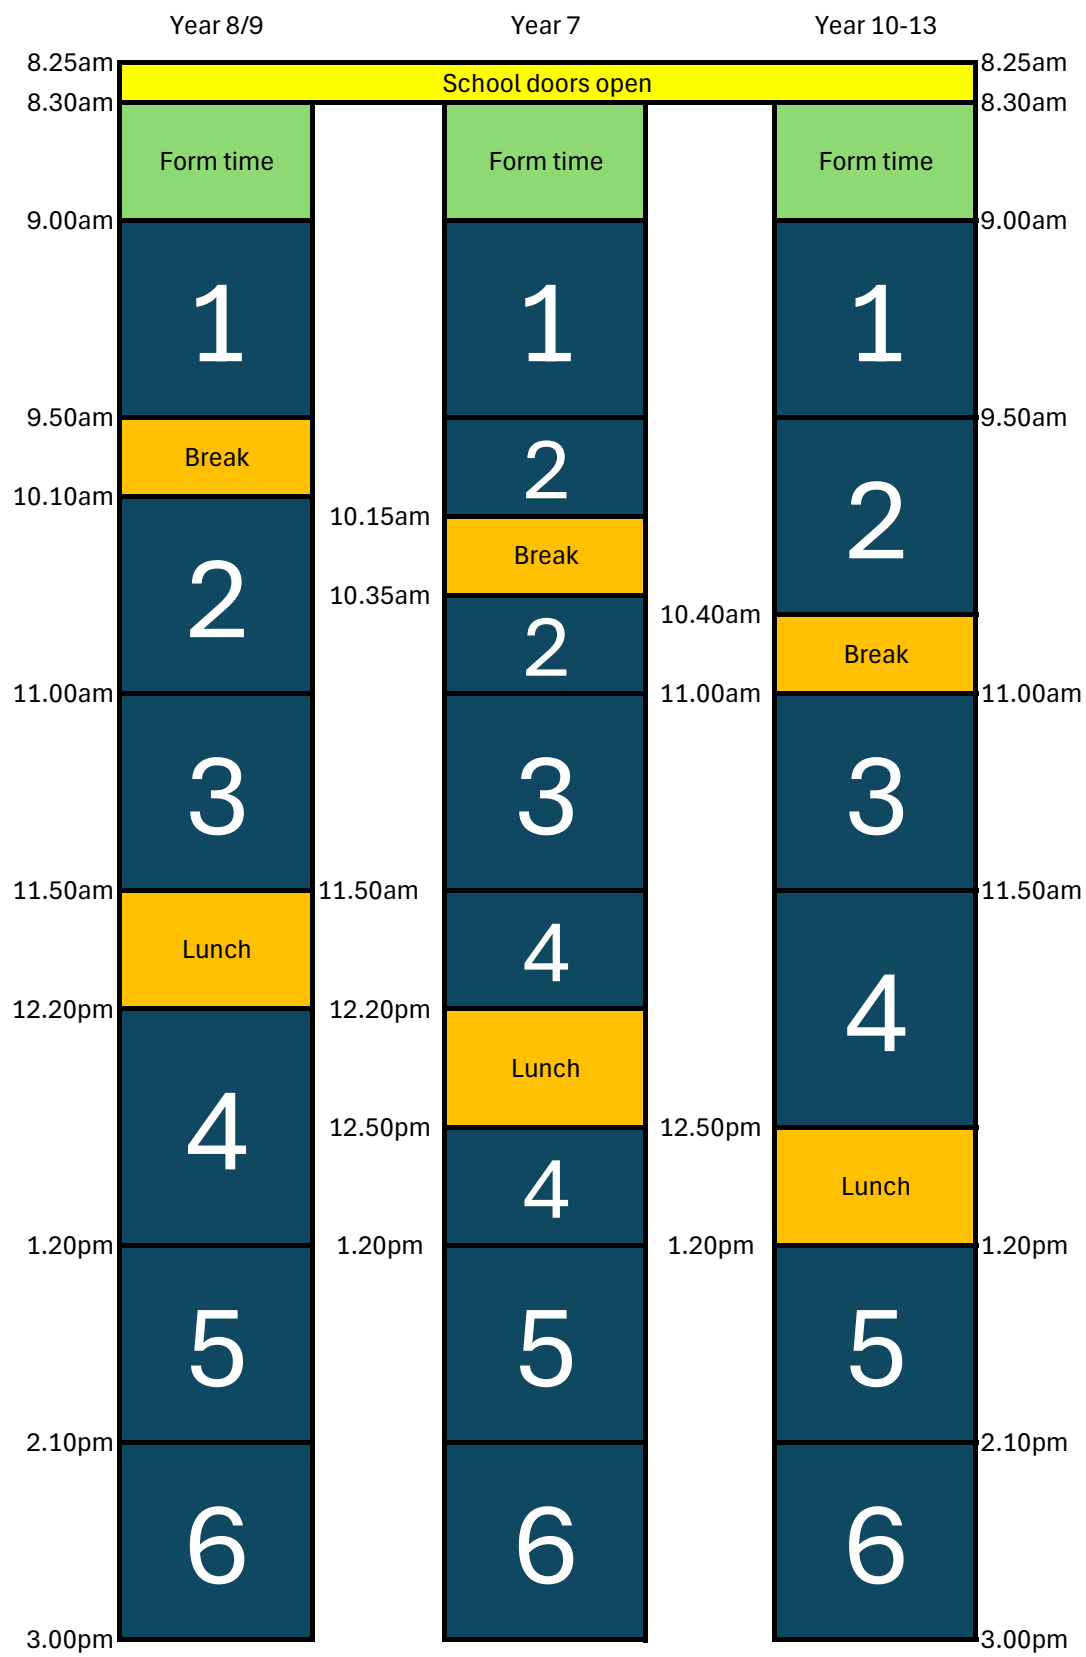 Year 8/9 Year 7 Year 10-13
8.25am School doors open 8.25am
8.30am 8.30am
Form time Form time Form time
9.00am 9.00am
1 1 1
9.50am 9.50am
Break 2
10.10am 2
10.15am
2 Break
10.35am
10.40am
2 Break
11.00am 11.00am 11.00am
3 3 3
11.50am 11.50am 11.50am
Lunch 4
12.20pm 12.20pm 4
Lunch
4
12.50pm 12.50pm
4 Lunch
1.20pm 1.20pm 1.20pm 1.20pm
5 5 5
2.10pm 2.10pm
6 6 6
3.00pm 3.00pm